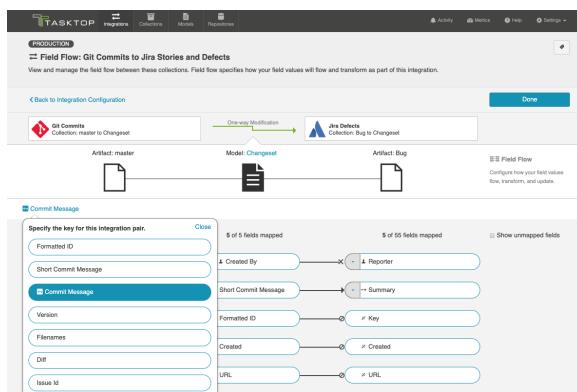 TASKTOP
Integrations
Collections
Models
Repositories
Activity
Metrics
Help
Settings
PRODUCTION
Field Flow: Git Commits to Jira Stories and Defects
View and manage the field flow between these collections. Field flow specifies how your field values will flow and transform as part of this integration.
Back to Integration Configuration
Done
Git Commits
Collection: master to Changeset
One-way Modification
Jira Defects
Collection: Bug to Changeset
Artifact: master
Model: Changeset
Artifact: Bug
Field Flow
Configure how your field values
flow, transform, and update.
Commit Message
Specify the key for this integration pair.
Close
5 of 5 fields mapped
5 of 55 fields mapped
Show unmapped fields
Formatted ID
Short Commit Message
Commit Message
Version
Filenames
Diff
Issue Id
Created By
Reporter
Short Commit Message
Summary
Formatted ID
Key
Created
Created
URL
URL